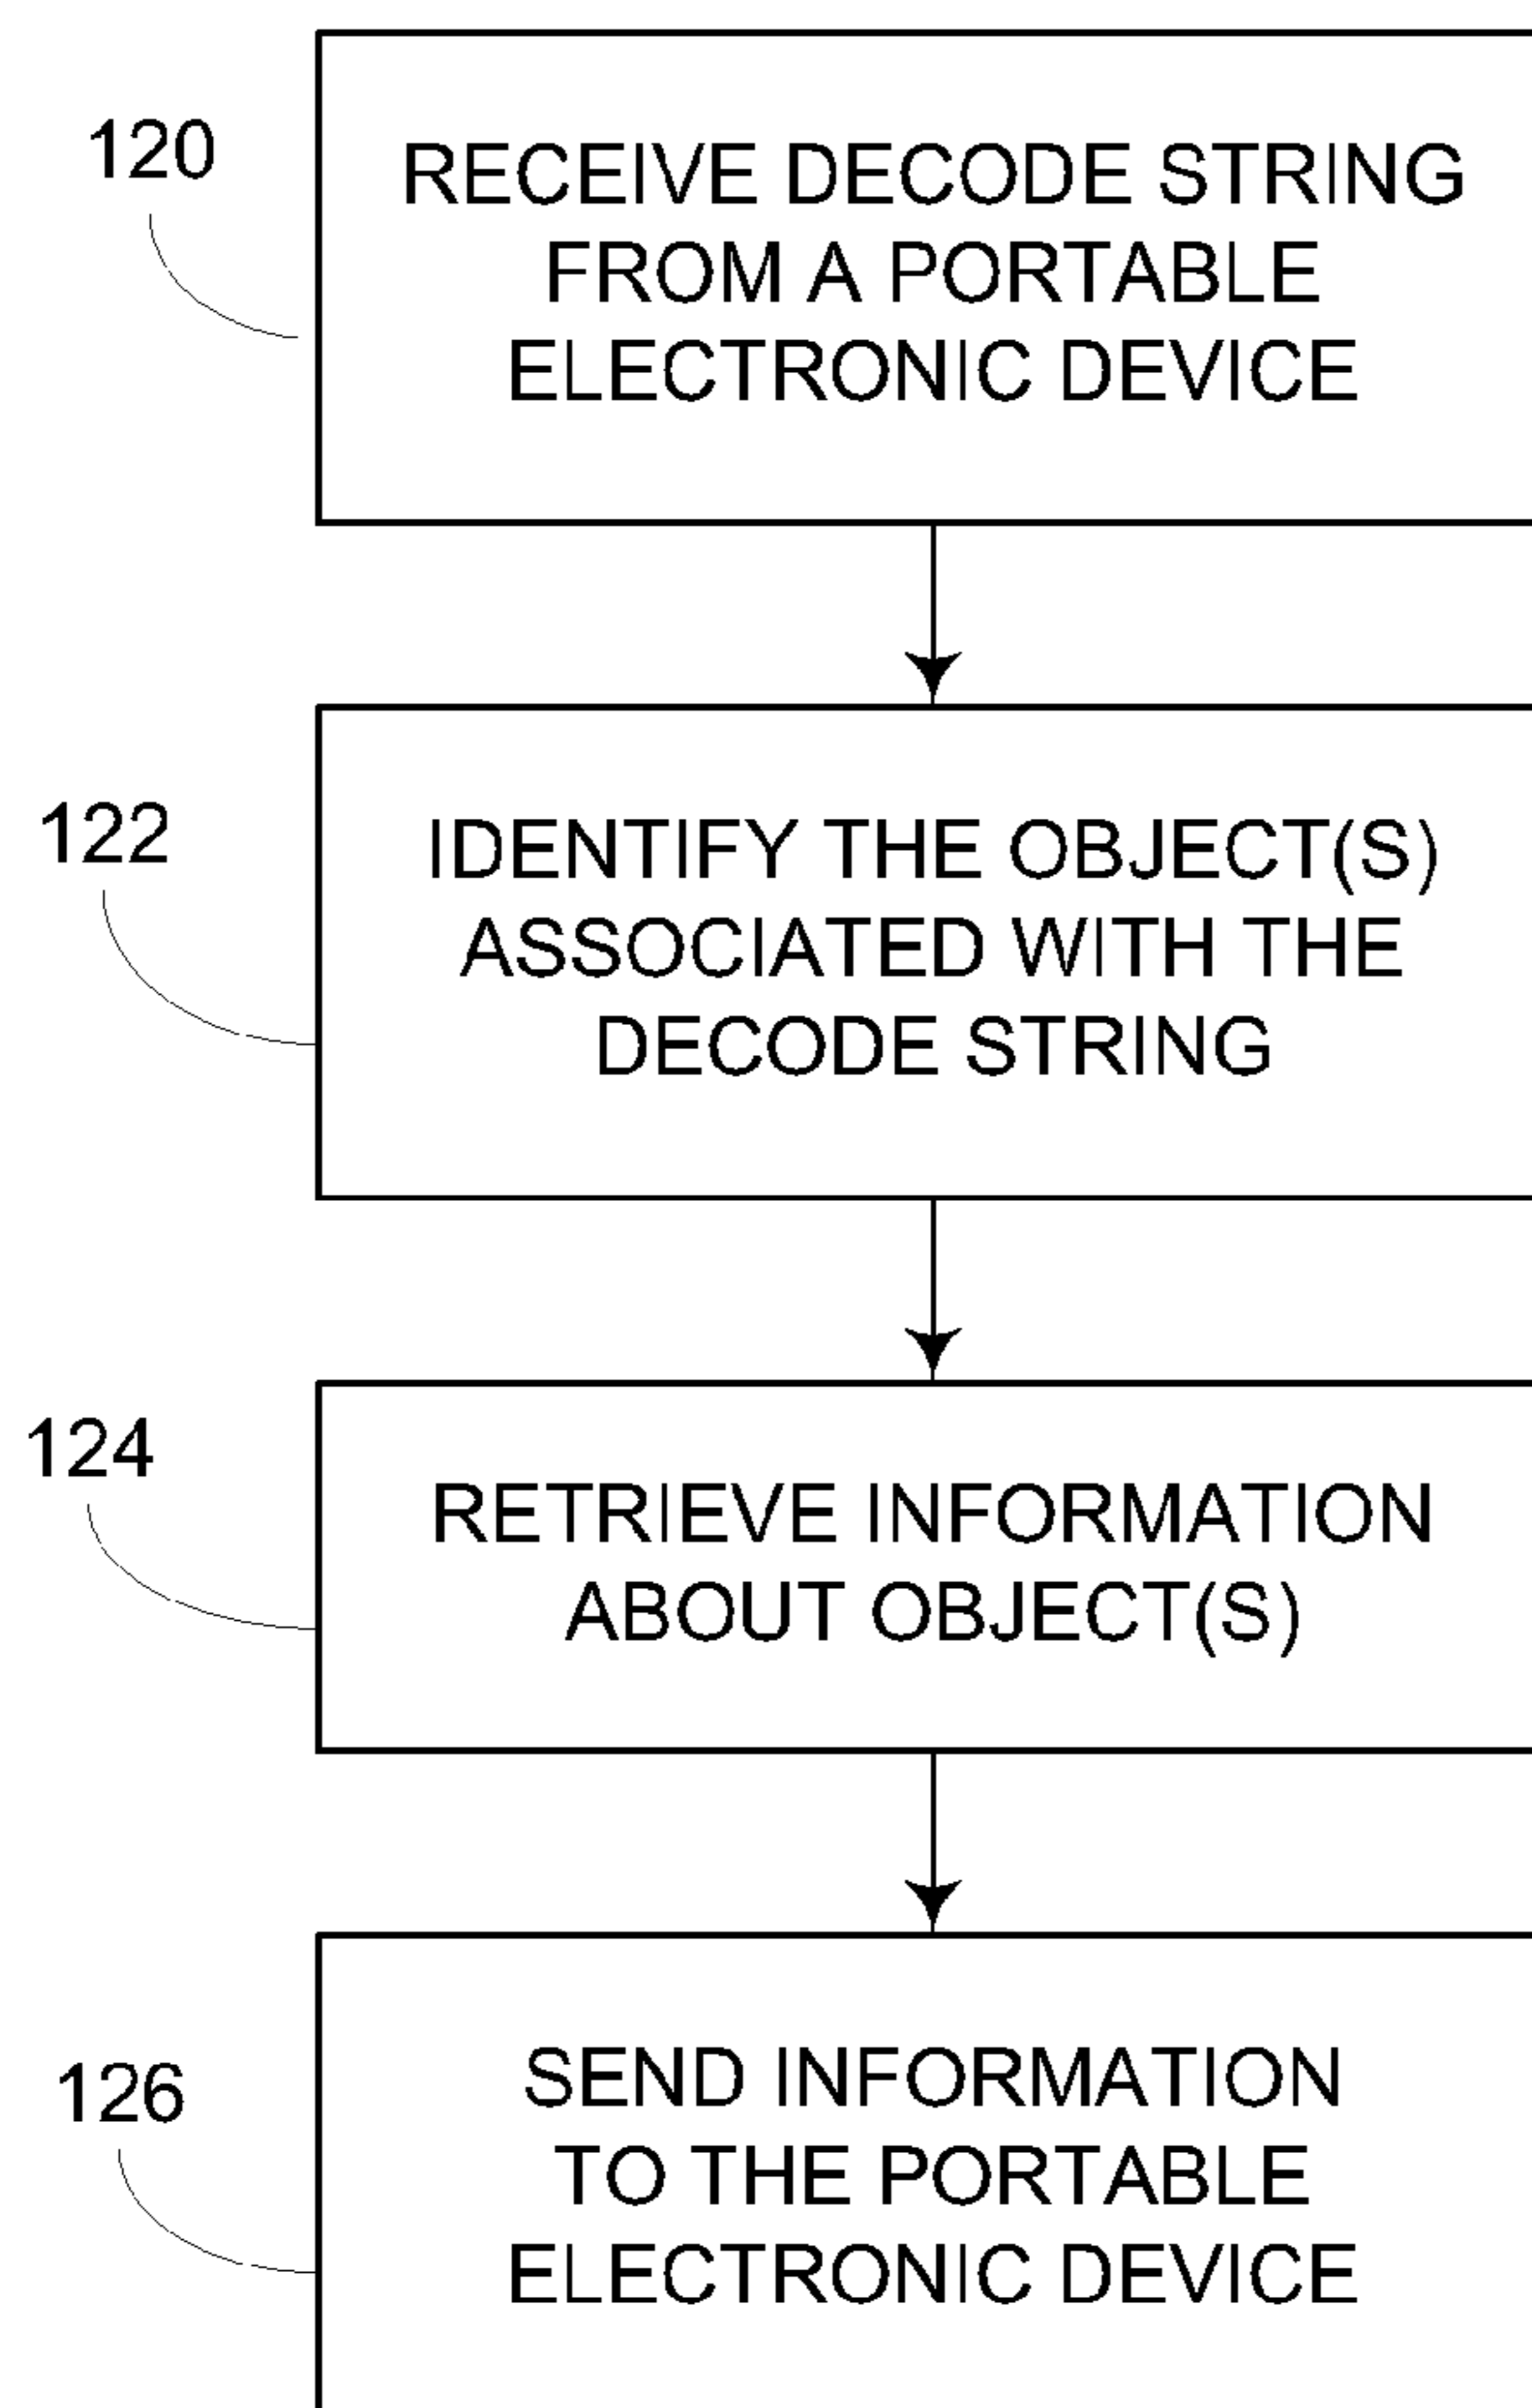 120
RECEIVE DECODE STRING
FROM A PORTABLE
ELECTRONIC DEVICE
122
IDENTIFY THE OBJECT(S)
ASSOCIATED WITH THE
DECODE STRING
124
RETRIEVE INFORMATION
ABOUT OBJECT(S)
126
SEND INFORMATION
TO THE PORTABLE
ELECTRONIC DEVICE